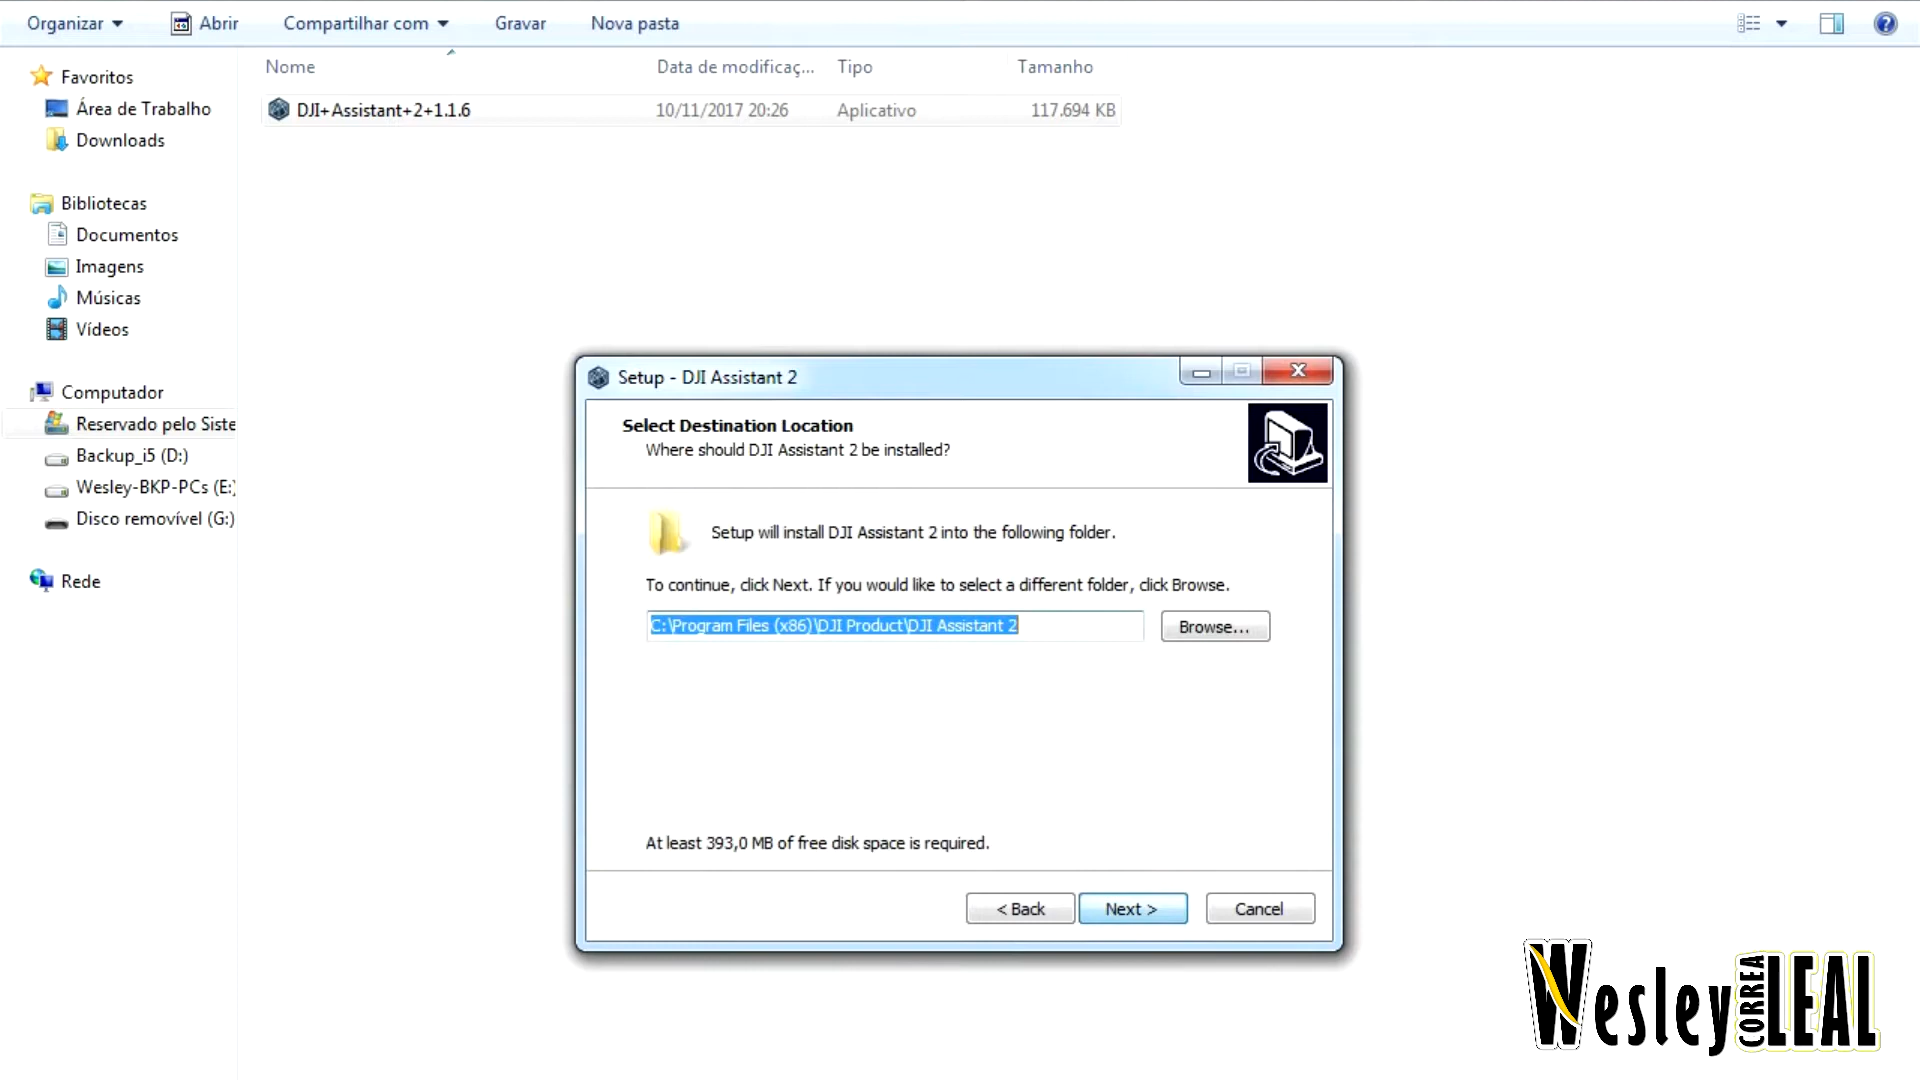 Organizar
Abrir
Compartilhar com
Gravar
Nova pasta
Nome
Data de modificaç...
Tipo
Tamanho
DJI+Assistant+2+1.1.6
10/11/2017 20:26
Aplicativo
117.694 KB
Favoritos
Área de Trabalho
Downloads
Bibliotecas
Documentos
Imagens
Músicas
Vídeos
Computador
Reservado pelo Siste
Backup_i5 (D:)
Wesley-BKP-PCs (E:)
Disco removível (G:)
Rede
Setup - DJI Assistant 2
Select Destination Location
Where should DJI Assistant 2 be installed?
Setup will install DJI Assistant 2 into the following folder.
To continue, click Next. If you would like to select a different folder, click Browse.
C:\Program Files (x86)\DJI Product\DJI Assistant 2
Browse...
At least 393,0 MB of free disk space is required.
< Back
Next >
Cancel
Wesley CORREA LEAL